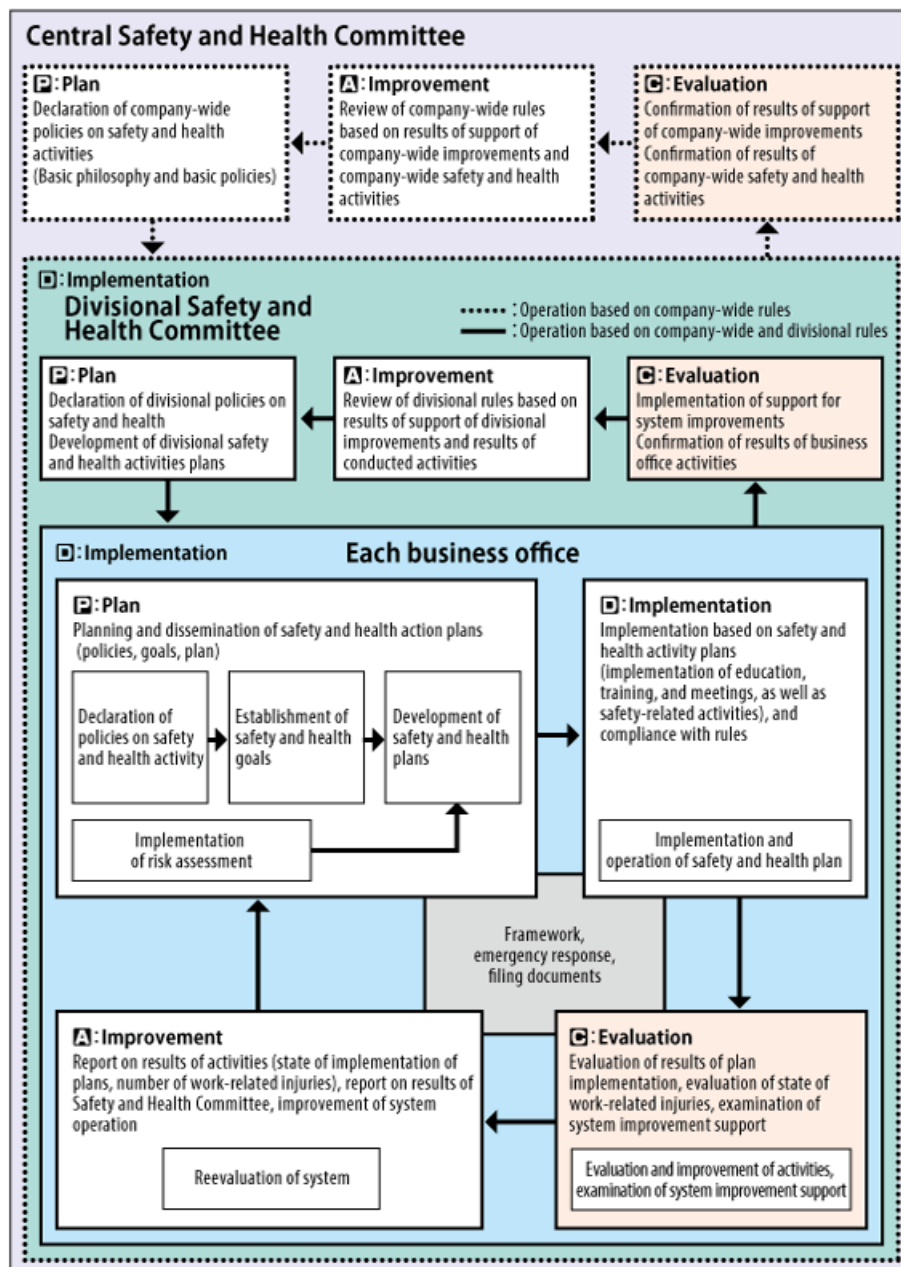 Central Safety and Health Committee
P:Plan
Declaration of company-wide
policies on safety and health
activities
(Basic philosophy and basic policies)
A:Improvement
Review of company-wide rules
based on results of support of
company-wide improvements and
company-wide safety and health
activities
C:Evaluation
Confirmation of results of support
of company-wide improvements
Confirmation of results of
company-wide safety and health
activities
D:Implementation
Divisional Safety and
Health Committee
:Operation based on company-wide rules
:Operation based on company-wide and divisional rules
P:Plan
Declaration of divisional policies on
safety and health
Development of divisional safety
and health activities plans
A:Improvement
Review of divisional rules based on
results of support of divisional
improvements and results of
conducted activities
C:Evaluation
Implementation of support for
system improvements
Confirmation of results of business
office activities
D:Implementation
Each business office
P:Plan
Planning and dissemination of safety and health action plans
(policies, goals, plan)
Declaration of
policies on safety
and health activity
Establishment of
safety and health
goals
Development of
safety and health
plans
Implementation
of risk assessment
D:Implementation
Implementation based on safety and
health activity plans
(implementation of education,
training, and meetings, as well as
safety-related activities), and
compliance with rules
Implementation and
operation of safety and health plan
Framework,
emergency response,
filing documents
A:Improvement
Report on results of activities (state of implementation of
plans, number of work-related injuries), report on results of
Safety and Health Committee, improvement of system
operation
Reevaluation of system
C:Evaluation
Evaluation of results of plan
implementation, evaluation of state of
work-related injuries, examination of
system improvement support
Evaluation and improvement of activities,
examination of system improvement support